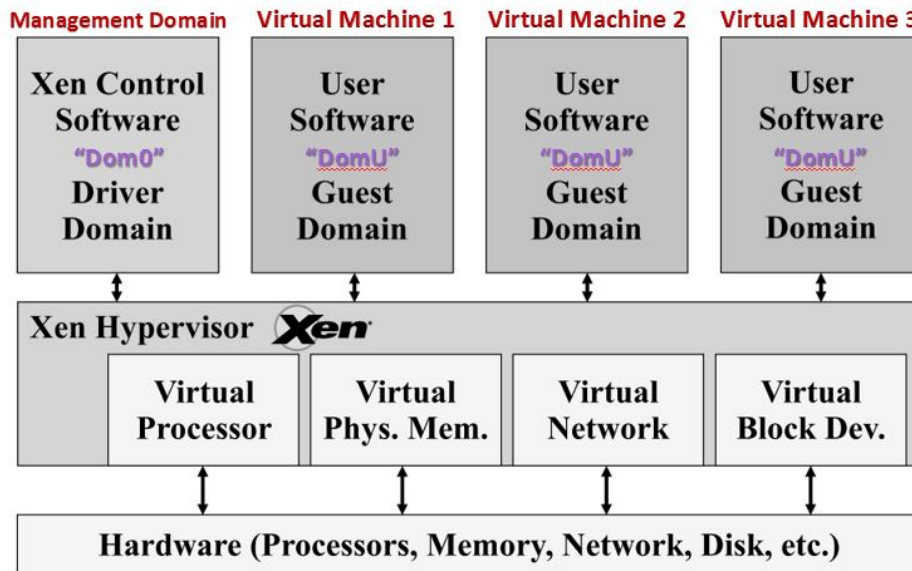 Management Domain
Virtual Machine 1
Virtual Machine 2
Virtual Machine 3
Xen Control
Software
“Dom0”
Driver
Domain
User
Software
“DomU”
Guest
Domain
User
Software
“DomU”
Guest
Domain
User
Software
“DomU”
Guest
Domain
Xen Hypervisor
Xen
Virtual
Processor
Virtual
Phys. Mem.
Virtual
Network
Virtual
Block Dev.
Hardware (Processors, Memory, Network, Disk, etc.)